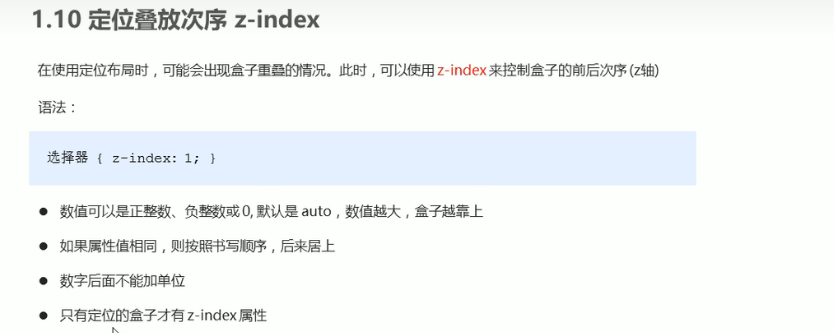 1.10 定位叠放次序 z-index
在使用定位布局时，可能会出现盒子重叠的情况。此时，可以使用 z-index 来控制盒子的前后次序 (z轴)
语法：
选择器 { z-index: 1; }
● 数值可以是正整数、负整数或 0, 默认是 auto，数值越大，盒子越靠上
● 如果属性值相同，则按照书写顺序，后来居上
● 数字后面不能加单位
● 只有定位的盒子才有 z-index 属性